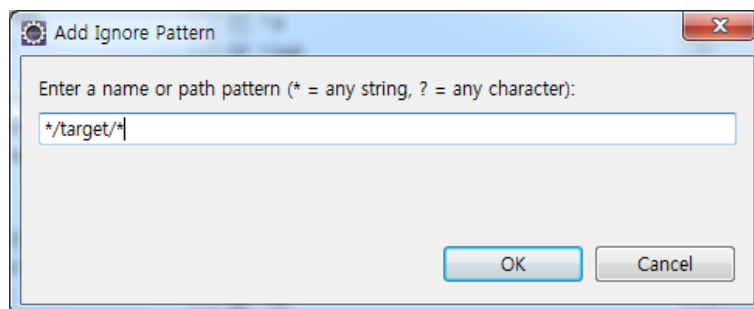 Add Ignore Pattern
Enter a name or path pattern (* = any string, ? = any character):
*/target/*
OK
Cancel